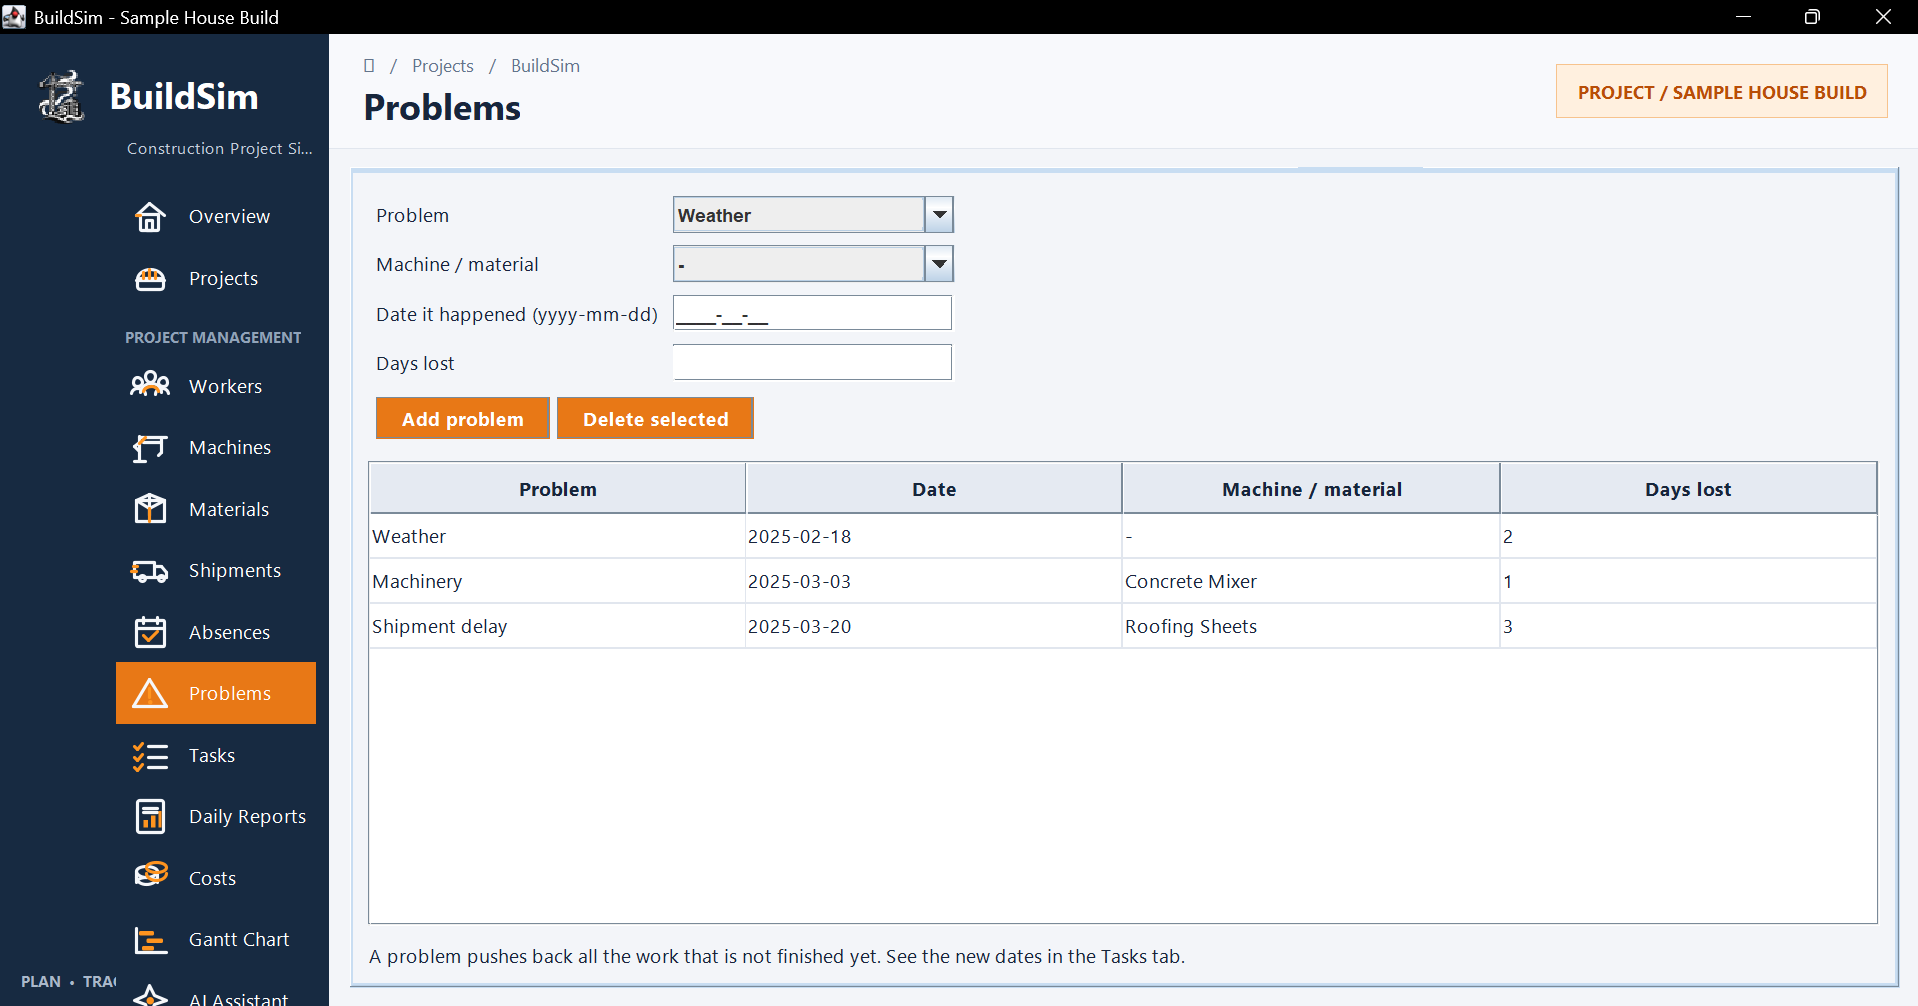 BuildSim - Sample House Build
BuildSim
Construction Project Si...
Overview
Projects
PROJECT MANAGEMENT
Workers
Machines
Materials
Shipments
Absences
Problems
Tasks
Daily Reports
Costs
Gantt Chart
AI Assistant
PLAN • TRA
/ Projects / BuildSim
Problems
PROJECT / SAMPLE HOUSE BUILD
Problem Weather
Machine / material -
Date it happened (yyyy-mm-dd) ____-__-__
Days lost
Add problem Delete selected
Problem Date Machine / material Days lost
Weather 2025-02-18 - 2
Machinery 2025-03-03 Concrete Mixer 1
Shipment delay 2025-03-20 Roofing Sheets 3
A problem pushes back all the work that is not finished yet. See the new dates in the Tasks tab.